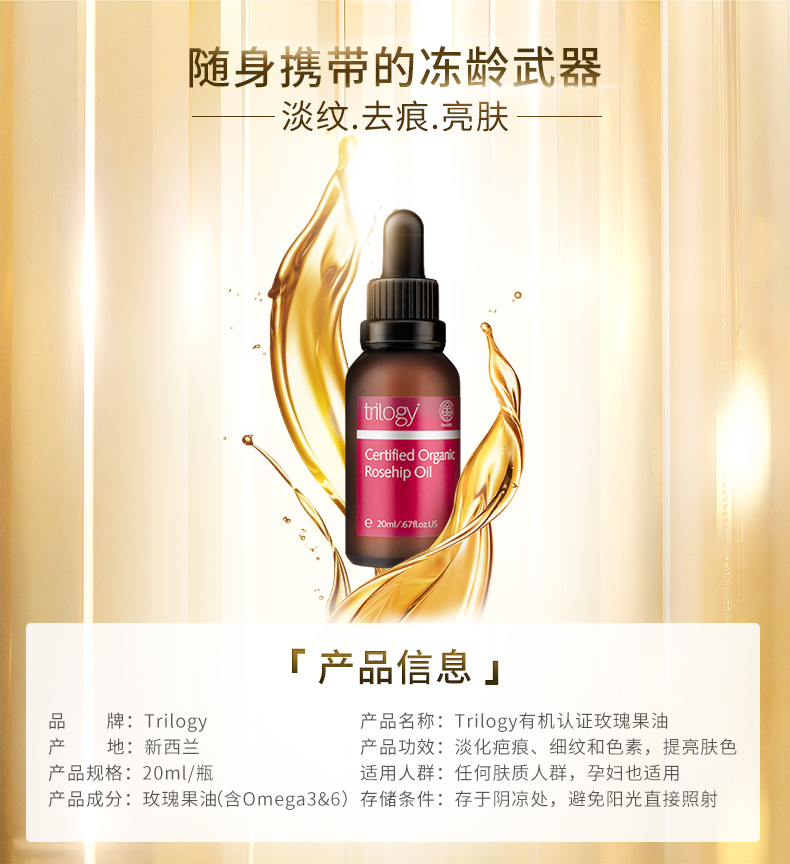 随身携带的冻龄武器
淡纹.去痕.亮肤
trilogy
Certified Organic
Rosehip Oil
e 20ml/.67fl.oz.US
「产品信息」
品 牌：Trilogy
产品名称：Trilogy有机认证玫瑰果油
产 地：新西兰
产品功效：淡化疤痕、细纹和色素，提亮肤色
产品规格：20ml/瓶
适用人群：任何肤质人群，孕妇也适用
产品成分：玫瑰果油(含Omega3&6)
存储条件：存于阴凉处，避免阳光直接照射